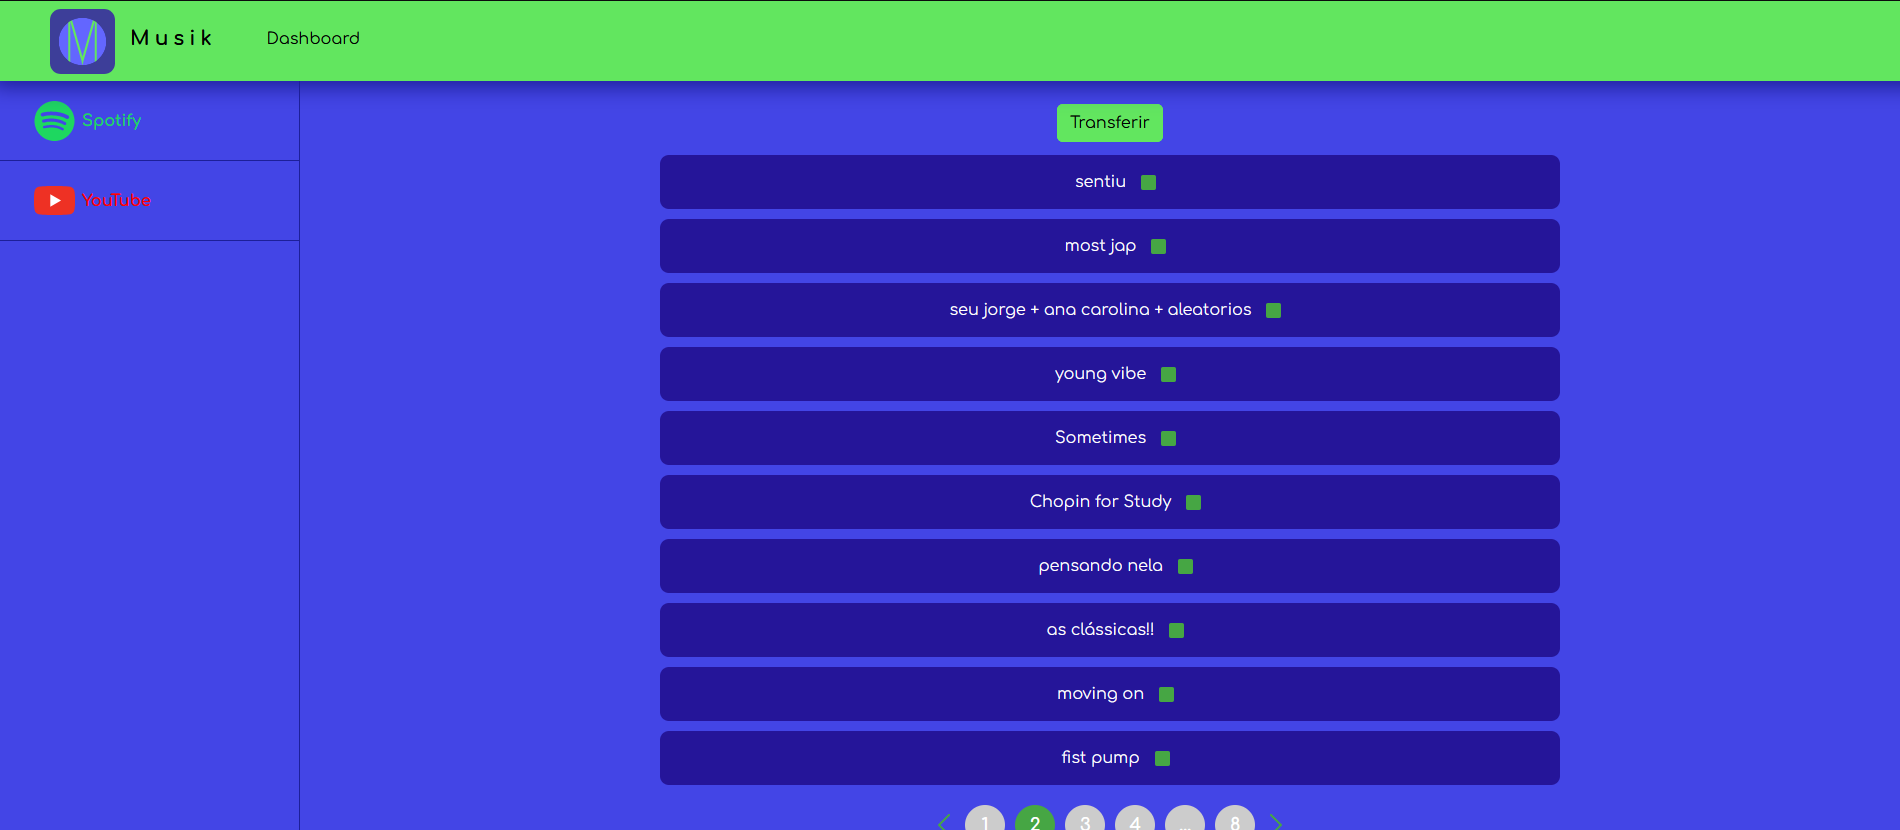 Musik Dashboard
Spotify
YouTube
Transferir
sentiu
most jap
seu jorge + ana carolina + aleatorios
young vibe
Sometimes
Chopin for Study
pensando nela
as clássicas!!
moving on
fist pump
1 2 3 4 ... 8